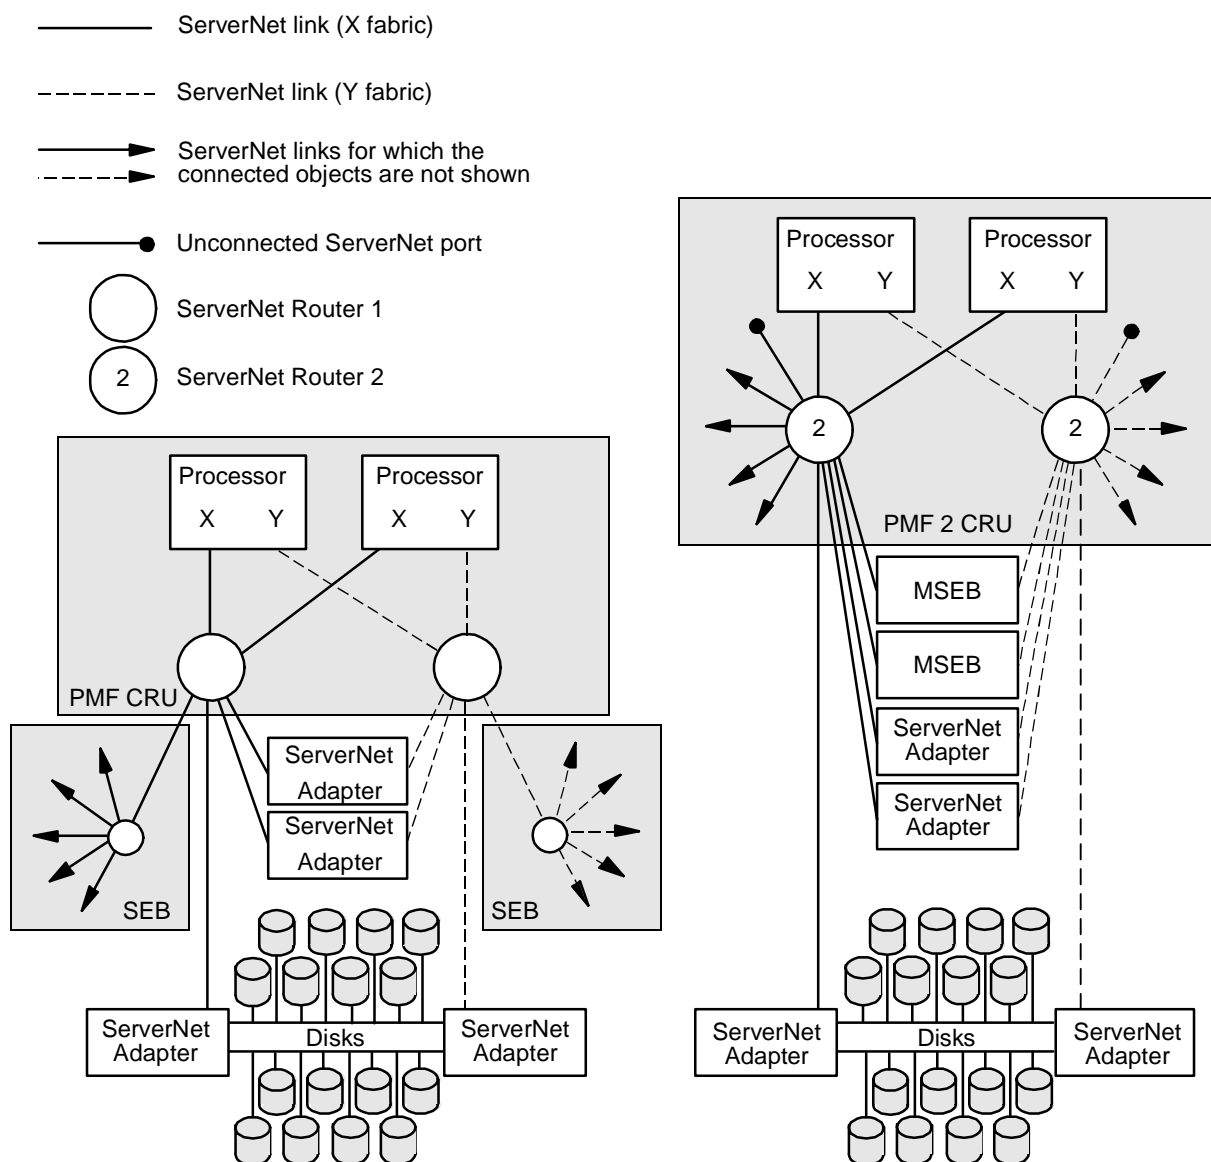 ServerNet link (X fabric)
ServerNet link (Y fabric)
ServerNet links for which the
connected objects are not shown
Unconnected ServerNet port
ServerNet Router 1
2
ServerNet Router 2
Processor
X Y
Processor
X Y
PMF CRU
SEB
ServerNet
Adapter
ServerNet
Adapter
SEB
ServerNet
Adapter
Disks
ServerNet
Adapter
Processor
X Y
Processor
X Y
2
2
PMF 2 CRU
MSEB
MSEB
ServerNet
Adapter
ServerNet
Adapter
ServerNet
Adapter
Disks
ServerNet
Adapter